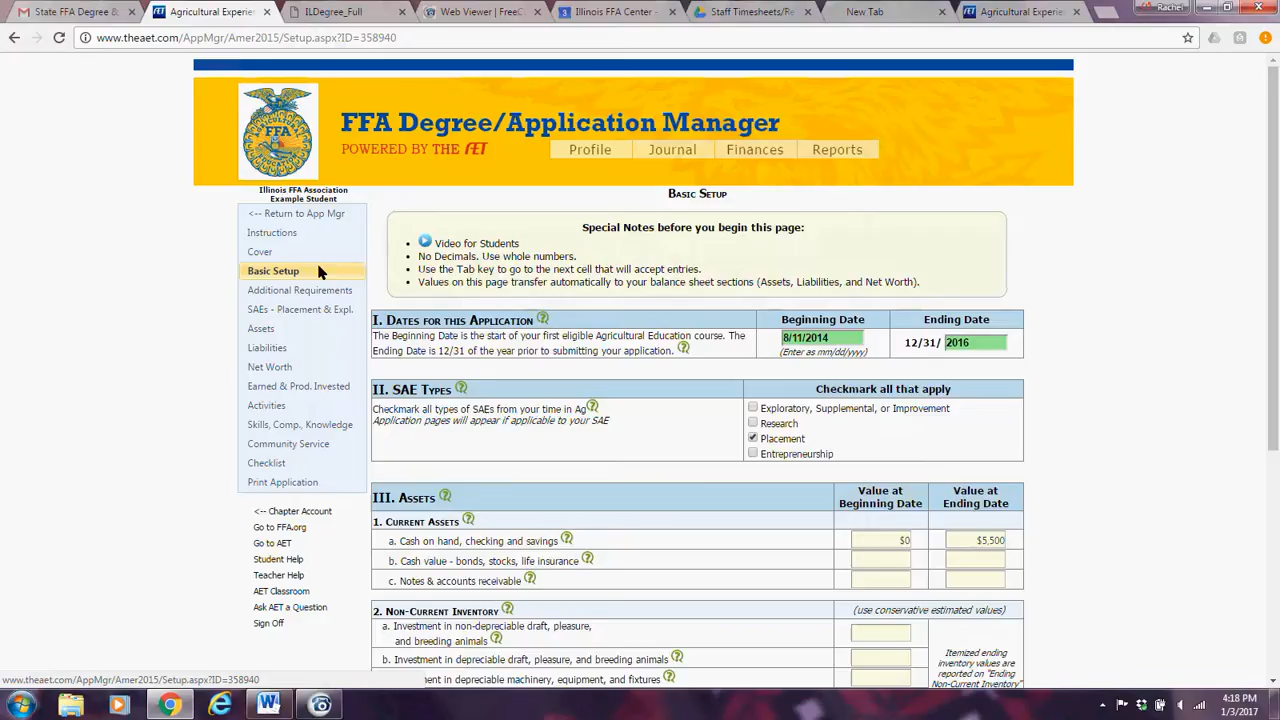 State FFA Degree
Agricultural Experie
ILDegree_Full
Web Viewer | FreeC
Illinois FFA Center -
Staff Timesheets/Re
New Tab
Agricultural Experie
Rachel
www.theaet.com/AppMgr/Amer2015/Setup.aspx?ID=358940
FFA
FFA Degree/Application Manager
POWERED BY THE AET
Profile
Journal
Finances
Reports
Illinois FFA Association
Example Student
<-- Return to App Mgr
Instructions
Cover
Basic Setup
Additional Requirements
SAEs - Placement & Expl.
Assets
Liabilities
Net Worth
Earned & Prod. Invested
Activities
Skills, Comp., Knowledge
Community Service
Checklist
Print Application
<-- Chapter Account
Go to FFA.org
Go to AET
Student Help
Teacher Help
AET Classroom
Ask AET a Question
Sign Off
BASIC SETUP
Special Notes before you begin this page:
• Video for Students
• No Decimals. Use whole numbers.
• Use the Tab key to go to the next cell that will accept entries.
• Values on this page transfer automatically to your balance sheet sections (Assets, Liabilities, and Net Worth).
I. DATES FOR THIS APPLICATION
Beginning Date
Ending Date
The Beginning Date is the start of your first eligible Agricultural Education course. The
Ending Date is 12/31 of the year prior to submitting your application.
8/11/2014
(Enter as mm/dd/yyyy)
12/31/ 2016
II. SAE TYPES
Checkmark all that apply
Checkmark all types of SAEs from your time in Ag
Application pages will appear if applicable to your SAE
Exploratory, Supplemental, or Improvement
Research
Placement
Entrepreneurship
III. ASSETS
Value at
Beginning Date
Value at
Ending Date
1. CURRENT ASSETS
a. Cash on hand, checking and savings
$0
$5,500
b. Cash value - bonds, stocks, life insurance
c. Notes & accounts receivable
2. NON-CURRENT INVENTORY
(use conservative estimated values)
a. Investment in non-depreciable draft, pleasure,
and breeding animals
b. Investment in depreciable draft, pleasure, and breeding animals
tment in depreciable machinery, equipment, and fixtures
Itemized ending
inventory values are
reported on "Ending
Non-Current Inventory"
www.theaet.com/AppMgr/Amer2015/Setup.aspx?ID=358940
4:18 PM
1/3/2017